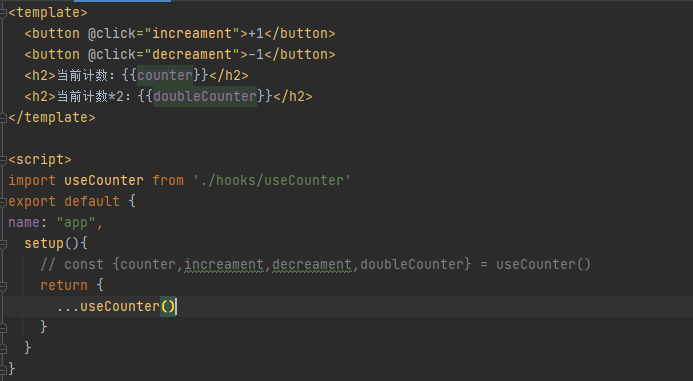 <template>
  <button @click="increament">+1</button>
  <button @click="decreament">-1</button>
  <h2>当前计数：{{counter}}</h2>
  <h2>当前计数*2：{{doubleCounter}}</h2>
</template>

<script>
import useCounter from './hooks/useCounter'
export default {
name: "app",
  setup(){
    // const {counter,increament,decreament,doubleCounter} = useCounter()
    return {
      ...useCounter()
    }
  }
}